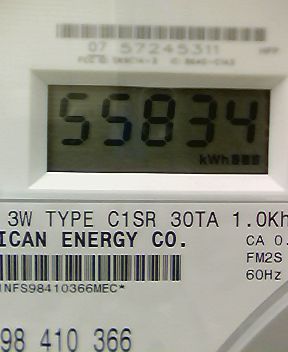 07 57245311
55834
kWh
3W TYPE C1SR 30TA 1.0Kh
ICAN ENERGY CO.
CA 0.
FM2S
60Hz
1NFS98410366MEC*
98 410 366